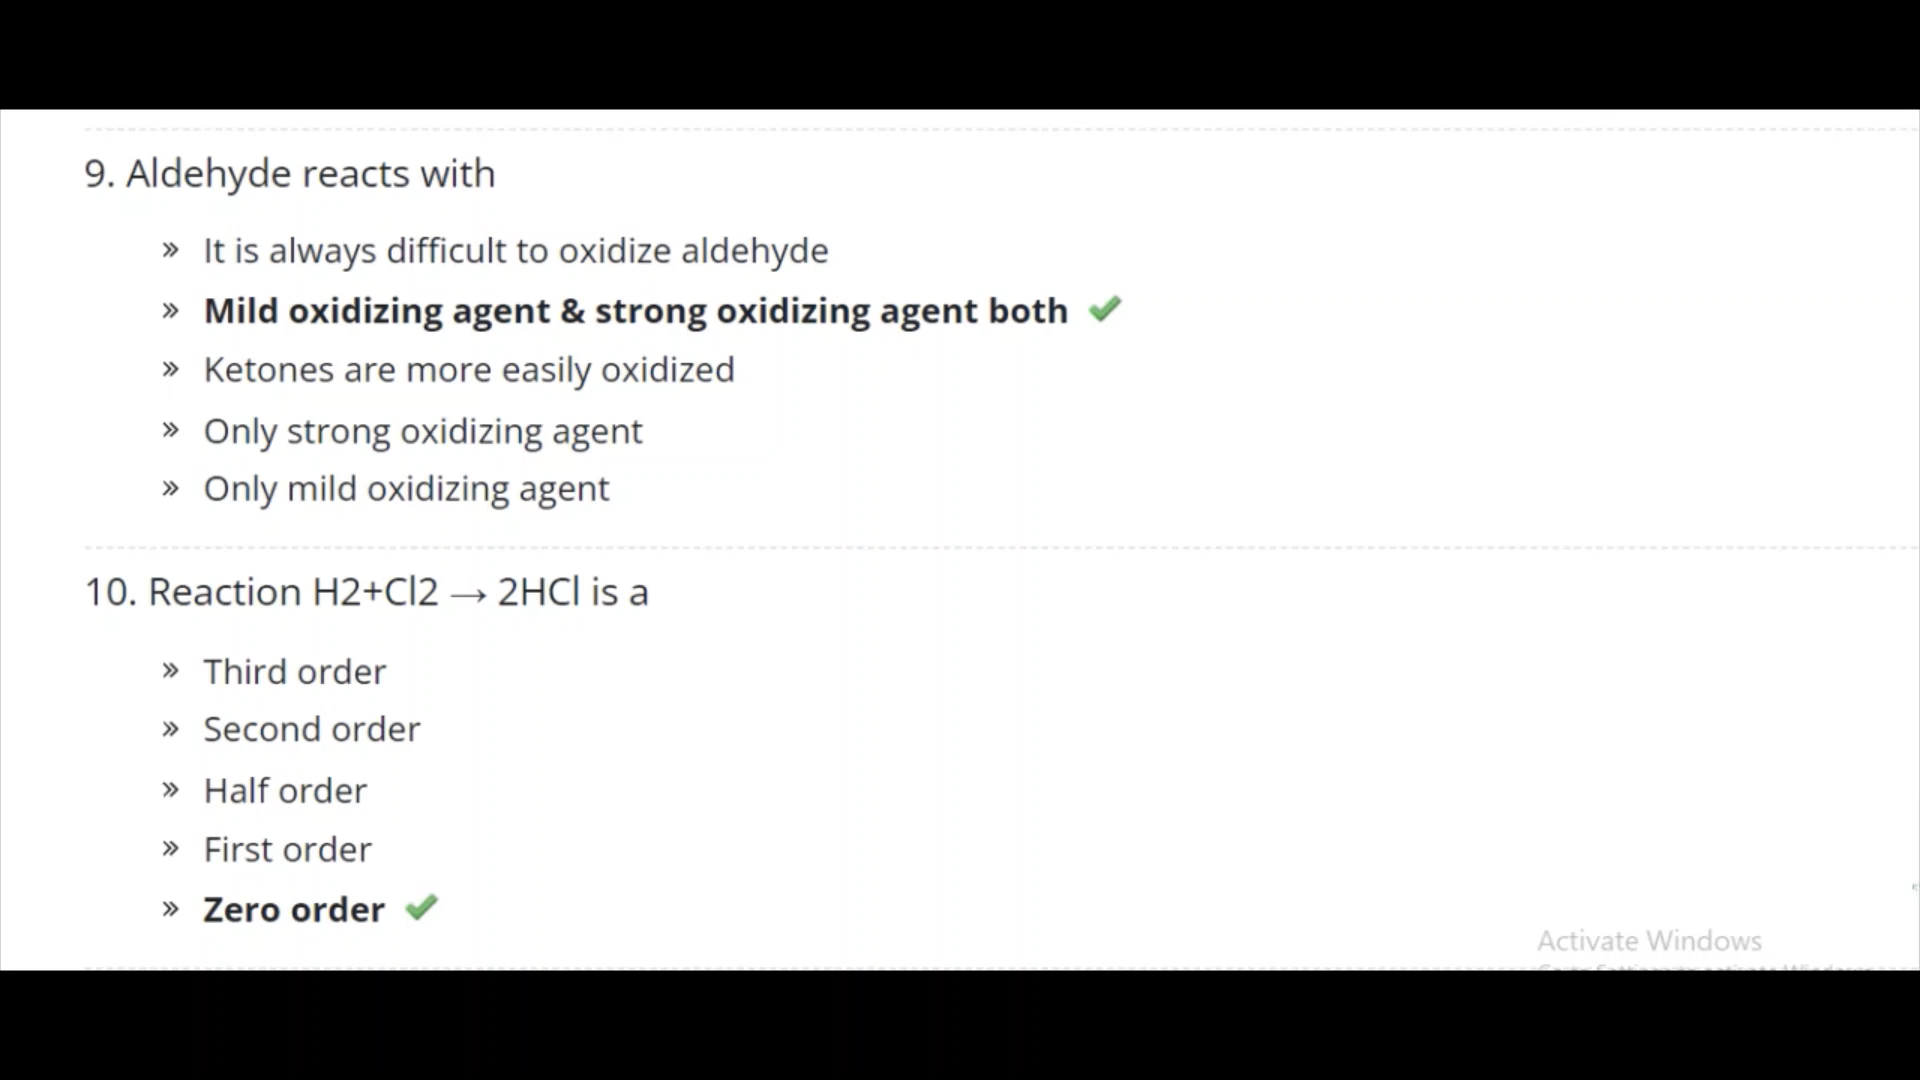 9. Aldehyde reacts with
» It is always difficult to oxidize aldehyde
» Mild oxidizing agent & strong oxidizing agent both
» Ketones are more easily oxidized
» Only strong oxidizing agent
» Only mild oxidizing agent
10. Reaction H2+Cl2 → 2HCl is a
» Third order
» Second order
» Half order
» First order
» Zero order
Activate Windows